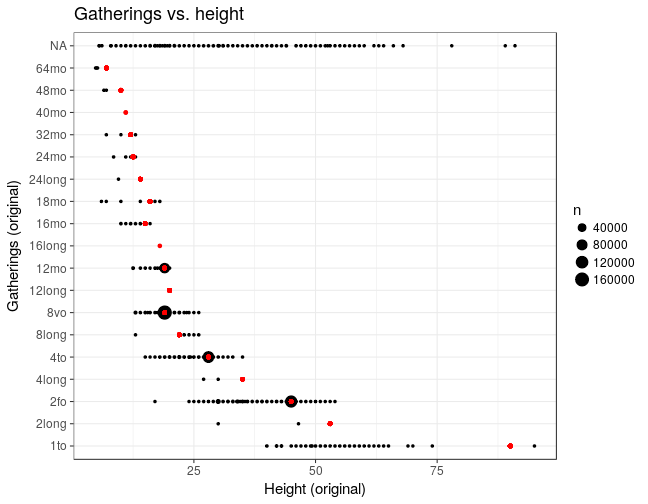 Gatherings vs. height
Gatherings (original)
NA
64mo
48mo
40mo
32mo
24mo
24long
18mo
16mo
16long
12mo
12long
8vo
8long
4to
4long
2fo
2long
1to
25 50 75
Height (original)
n
40000
80000
120000
160000